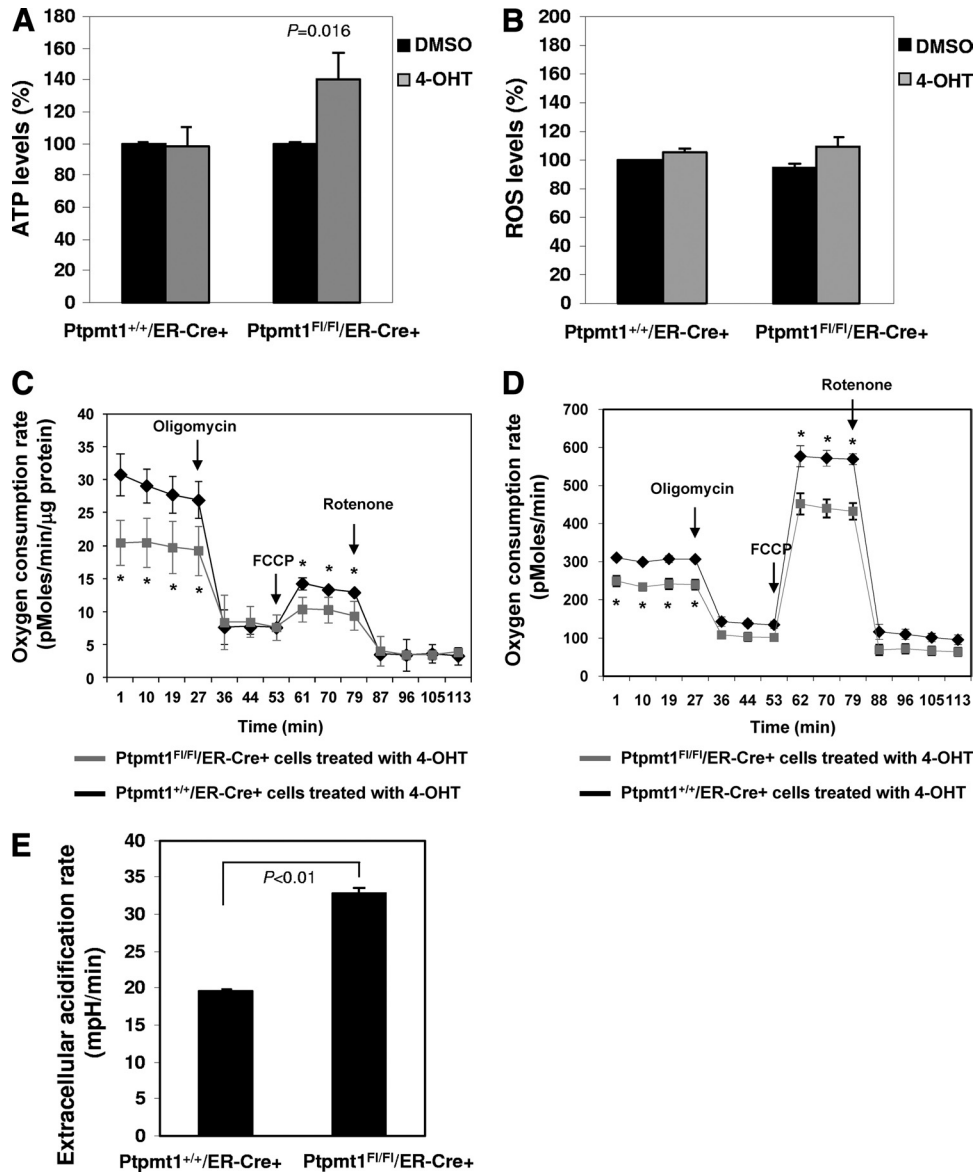 A
ATP levels (%)
180
160
140
120
100
80
60
40
20
0
P=0.016
DMSO
4-OHT
Ptpmt1+/+/ER-Cre+
Ptpmt1Fl/Fl/ER-Cre+
B
ROS levels (%)
200
180
160
140
120
100
80
60
40
20
0
DMSO
4-OHT
Ptpmt1+/+/ER-Cre+
Ptpmt1Fl/Fl/ER-Cre+
C
Oxygen consumption rate
(pMoles/min/µg protein)
40
35
30
25
20
15
10
5
0
Oligomycin
FCCP
Rotenone
* * * *
* * *
1 10 19 27 36 44 53 61 70 79 87 96 105 113
Time (min)
Ptpmt1Fl/Fl/ER-Cre+ cells treated with 4-OHT
Ptpmt1+/+/ER-Cre+ cells treated with 4-OHT
D
Oxygen consumption rate
(pMoles/min)
700
600
500
400
300
200
100
0
Oligomycin
FCCP
Rotenone
* * * *
* * *
1 10 19 27 36 44 53 62 70 79 88 96 105 113
Time (min)
Ptpmt1Fl/Fl/ER-Cre+ cells treated with 4-OHT
Ptpmt1+/+/ER-Cre+ cells treated with 4-OHT
E
Extracellular acidification rate
(mpH/min)
40
35
30
25
20
15
10
5
0
P<0.01
Ptpmt1+/+/ER-Cre+
Ptpmt1Fl/Fl/ER-Cre+